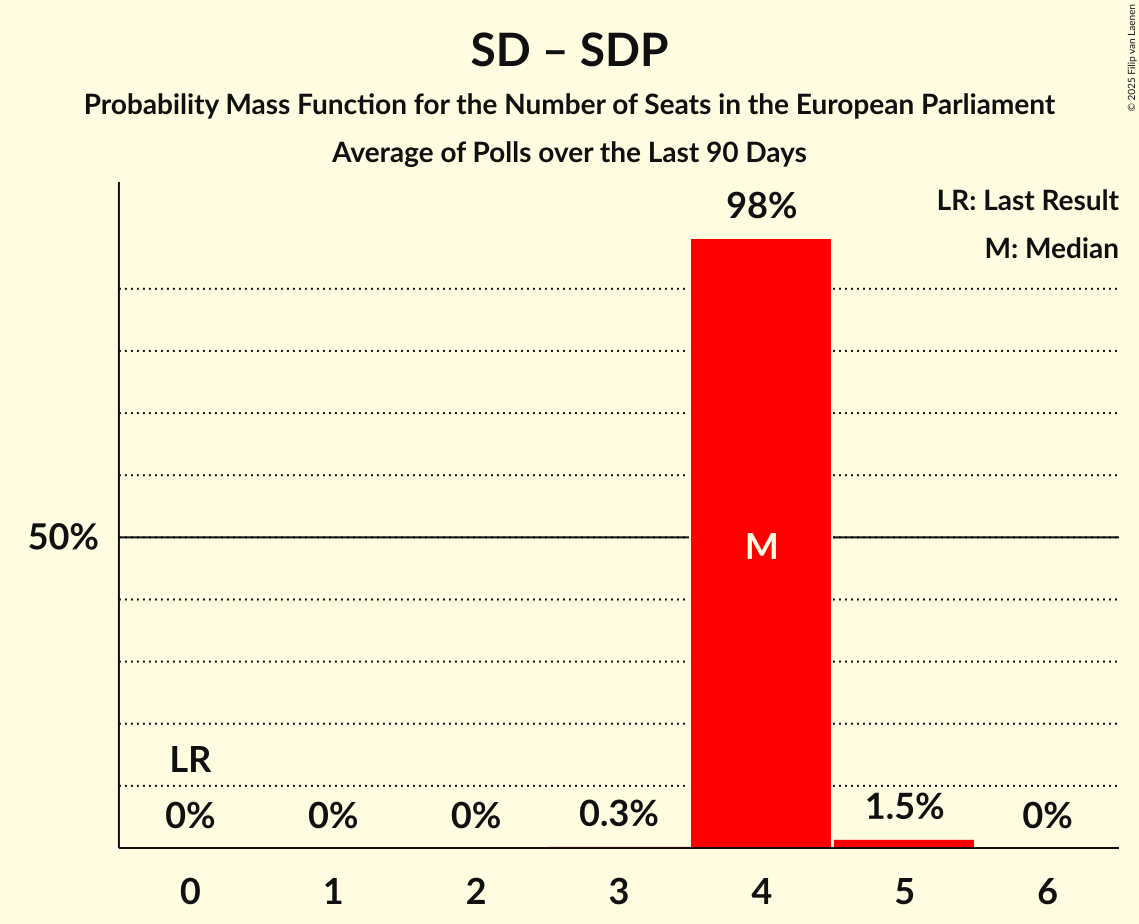 SD – SDP
Probability Mass Function for the Number of Seats in the European Parliament
Average of Polls over the Last 90 Days
© 2025 Filip van Laenen
LR: Last Result
M: Median
98%
50%
M
LR
0%
0%
0%
0.3%
1.5%
0%
0
1
2
3
4
5
6